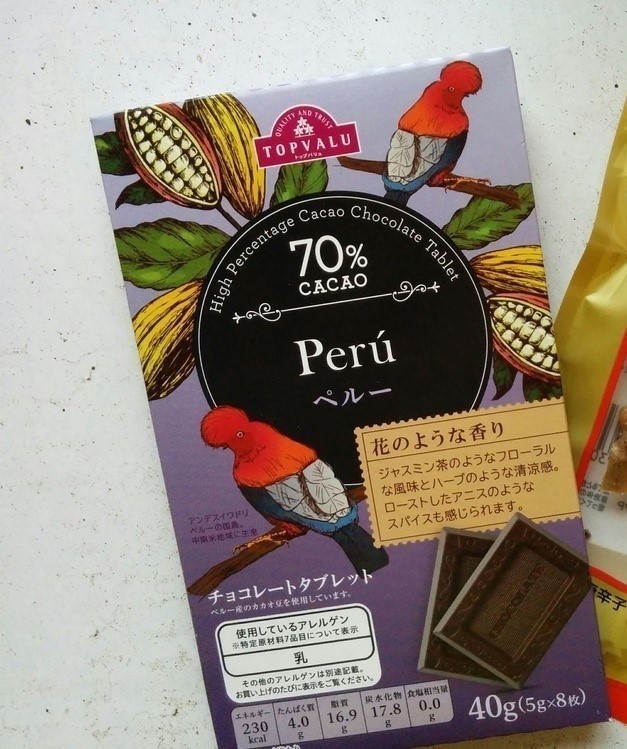 QUALITY AND TRUST
TOPVALU
トップバリュ
High Percentage Cacao Chocolate Tablet
70%
CACAO
Perú
ペルー
花のような香り
ジャスミン茶のようなフローラル
な風味とハーブのような清涼感。
ローストしたアニスのような
スパイスも感じられます。
アンデスイワドリ
ペルーの国鳥。
中南米地域に生息
チョコレートタブレット
ペルー産のカカオ豆を使用しています。
使用しているアレルゲン
※特定原材料7品目について表示
乳
その他のアレルゲンは別途記載。
お買い上げのたびに表示をご覧ください。
エネルギー たんぱく質 脂質 炭水化物 食塩相当量
230 kcal 4.0 g 16.9 g 17.8 g 0.0 g
CHOCOLATE
40g(5g×8枚)
辛子